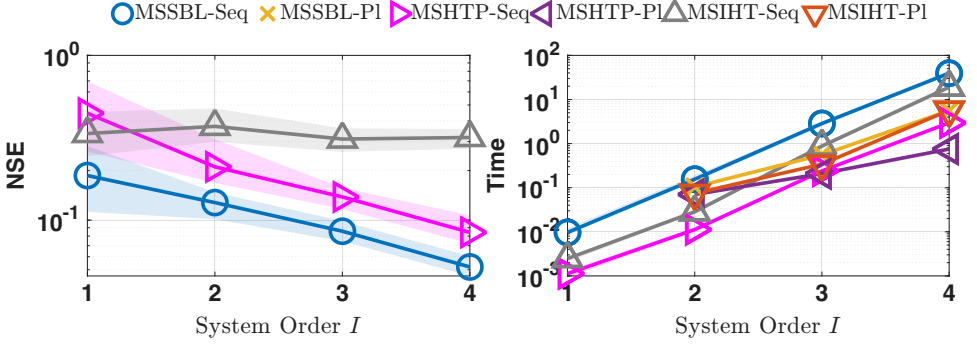 MSSBL-Seq MSSBL-Pl MSHTP-Seq MSHTP-Pl MSIHT-Seq MSIHT-Pl
NSE
10^0
10^-1
1 2 3 4
System Order I
Time
10^2
10^1
10^0
10^-1
10^-2
10^-3
1 2 3 4
System Order I